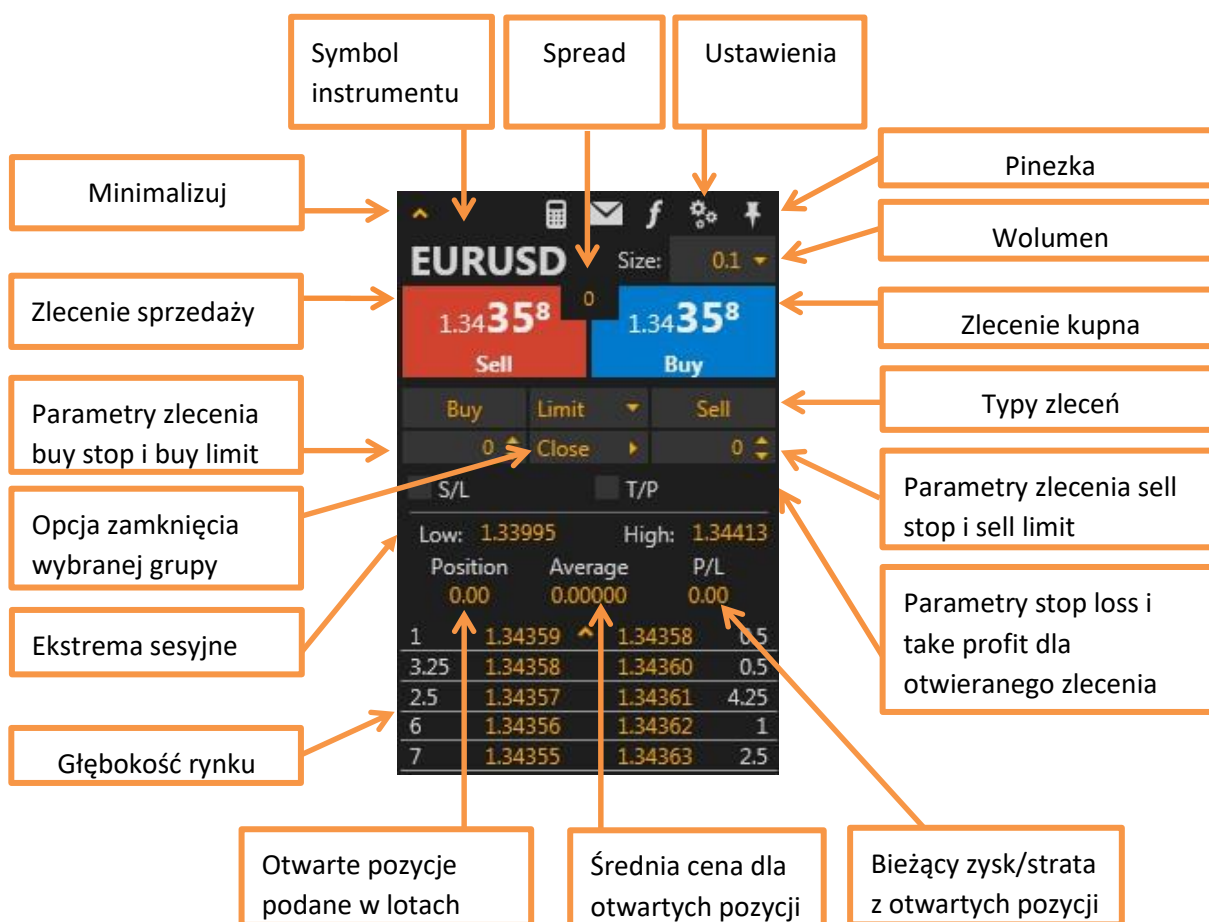 Symbol
instrumentu
Spread
Ustawienia
Minimalizuj
Pinezka
Wolumen
EURUSD Size: 0.1
Zlecenie sprzedaży
0
1.34358 1.34358
Sell Buy
Zlecenie kupna
Parametry zlecenia
buy stop i buy limit
Buy Limit Sell
0 Close 0
Typy zleceń
S/L T/P
Opcja zamknięcia
wybranej grupy
Parametry zlecenia sell
stop i sell limit
Low: 1.33995 High: 1.34413
Position Average P/L
0.00 0.00000 0.00
Ekstrema sesyjne
Parametry stop loss i
take profit dla
otwieranego zlecenia
1 1.34359 1.34358 0.5
3.25 1.34358 1.34360 0.5
2.5 1.34357 1.34361 4.25
6 1.34356 1.34362 1
7 1.34355 1.34363 2.5
Głębokość rynku
Otwarte pozycje
podane w lotach
Średnia cena dla
otwartych pozycji
Bieżący zysk/strata
z otwartych pozycji